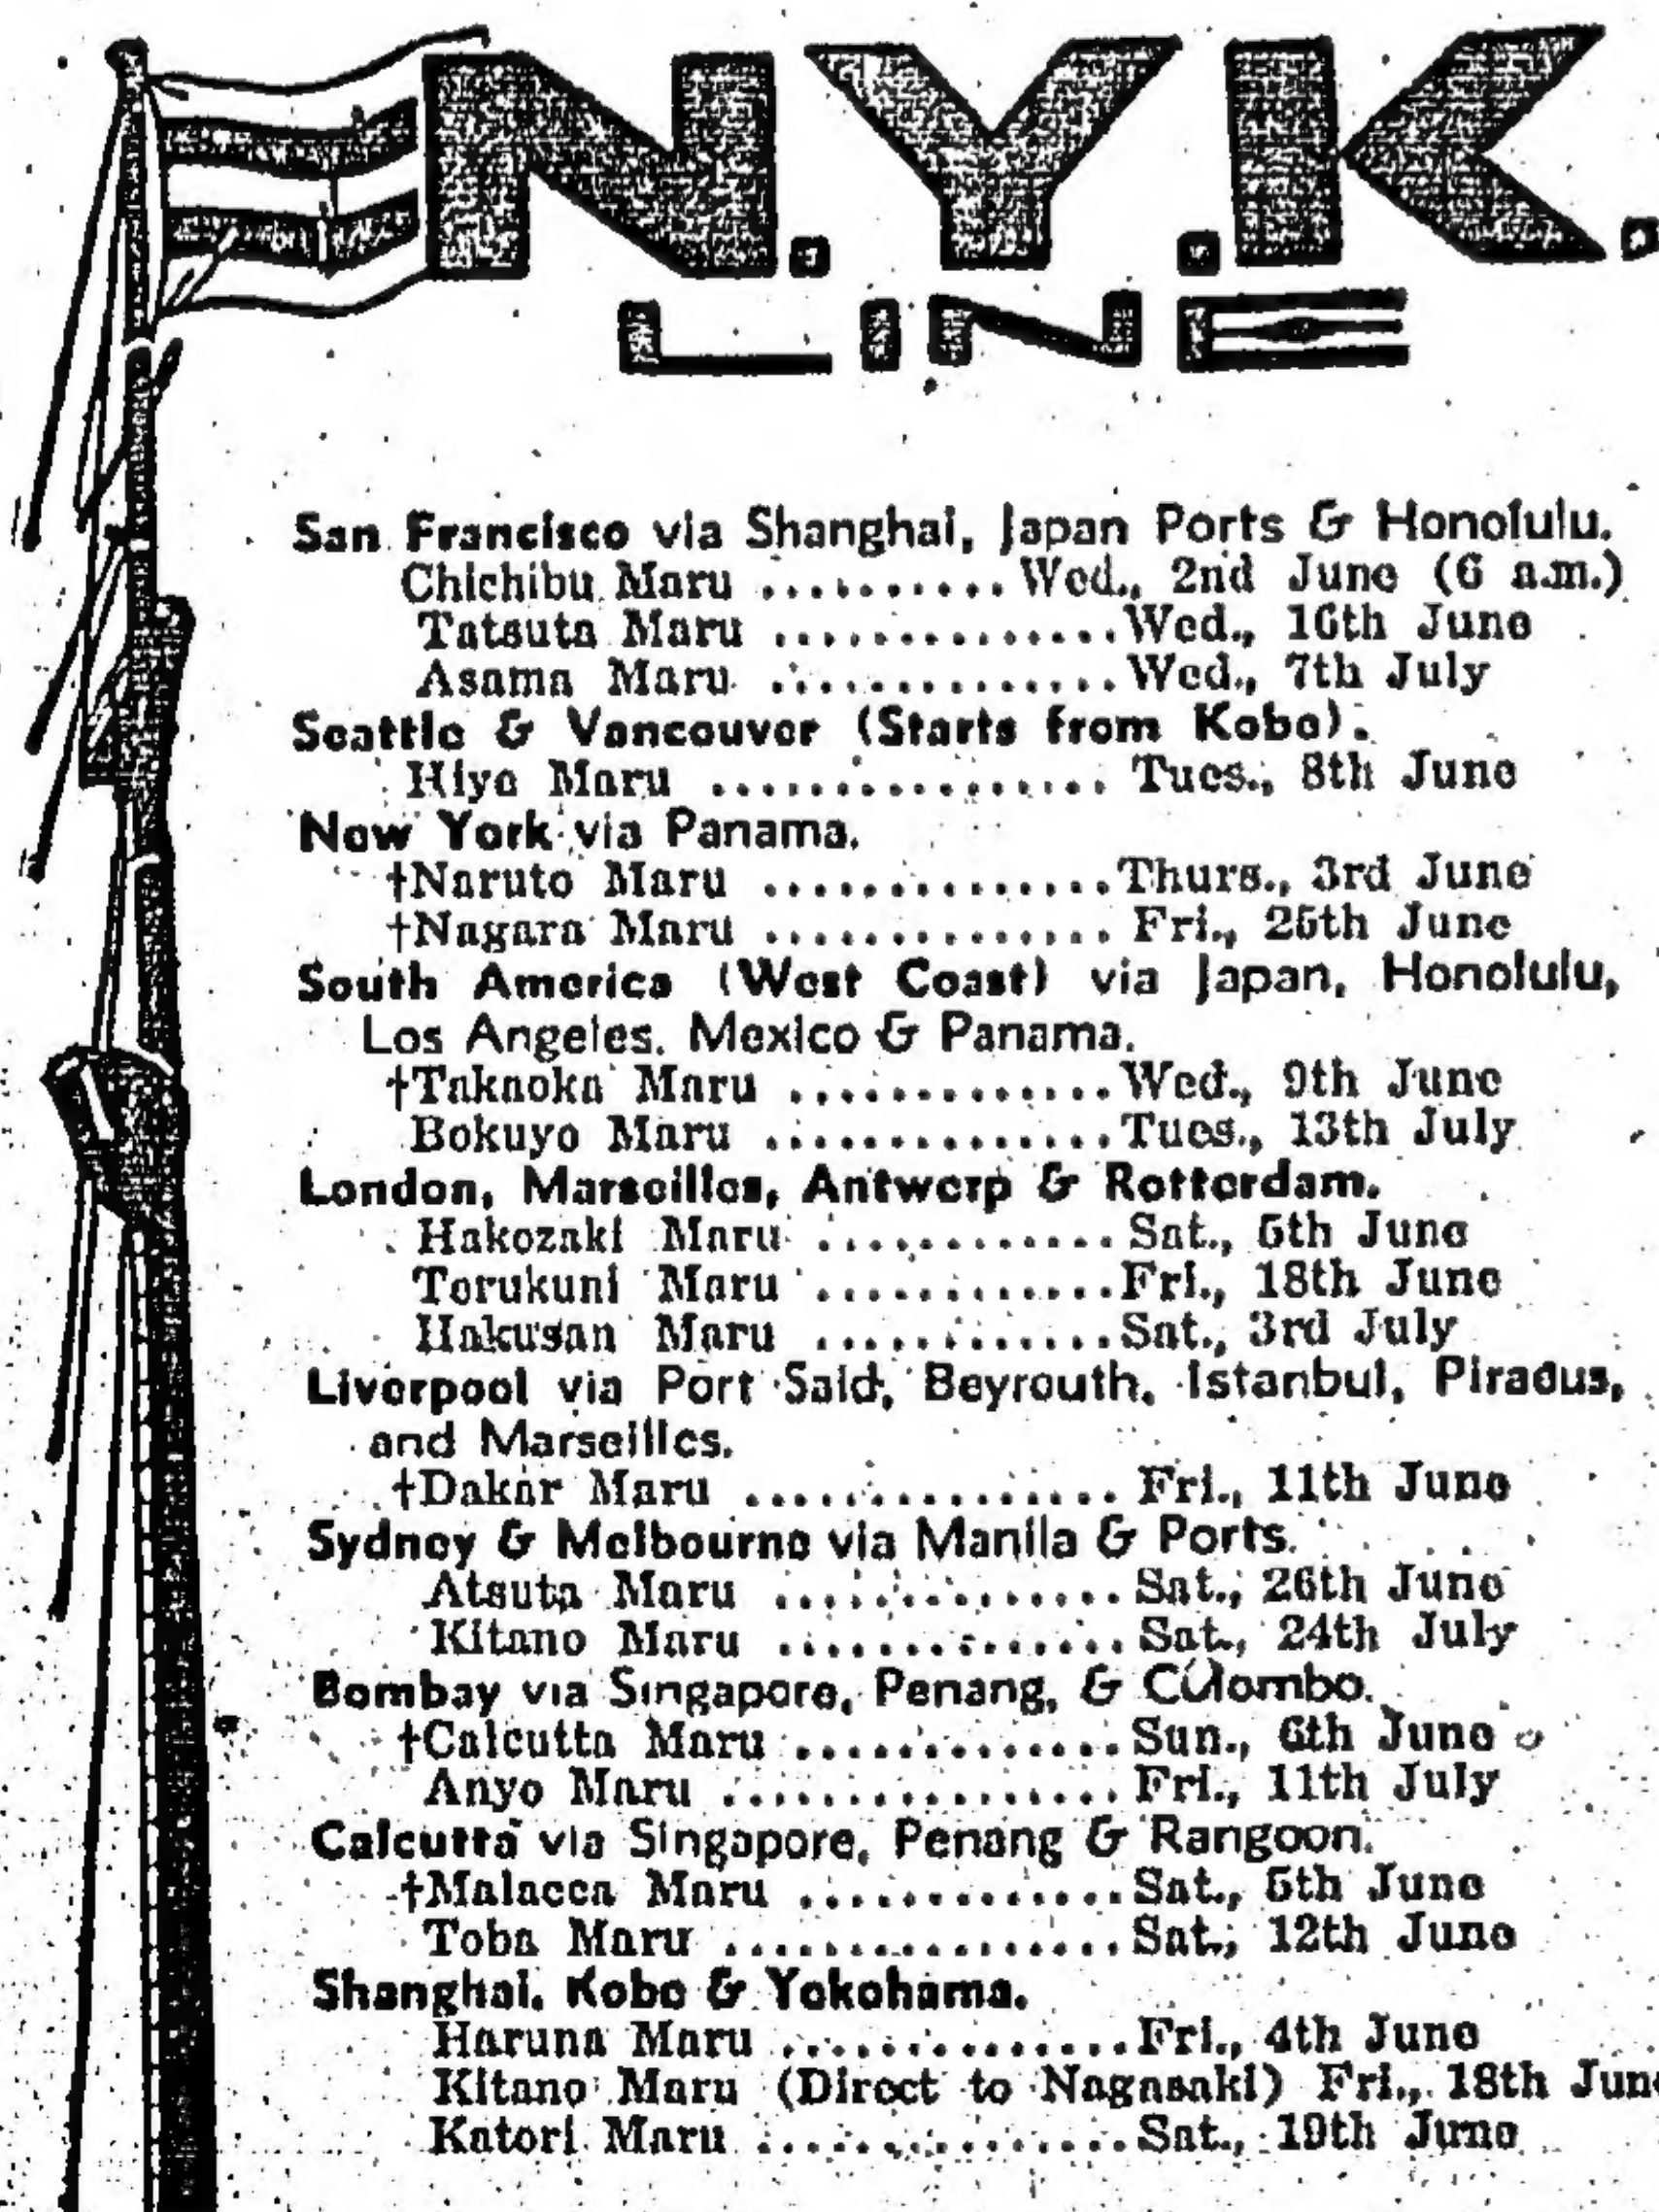 N.Y.K.
LINE
San Francisco via Shanghai, Japan Ports & Honolulu.
Chichibu Maru .......... Wed., 2nd June (6 a.m.)
Tatsuta Maru .............. Wed., 16th June
Asama Maru .............. Wed., 7th July
Seattle & Vancouver (Starts from Kobe).
Hiye Maru ................ Tues., 8th June
New York via Panama.
†Naruto Maru .............. Thurs., 3rd June
†Nagara Maru .............. Fri., 25th June
South America (West Coast) via Japan, Honolulu,
Los Angeles, Mexico & Panama.
†Takaoka Maru ............. Wed., 9th June
Bokuyo Maru .............. Tues., 13th July
London, Marseilles, Antwerp & Rotterdam.
Hakozaki Maru ............ Sat., 5th June
Terukuni Maru ............ Fri., 18th June
Hakusan Maru ............ Sat., 3rd July
Liverpool via Port Said, Beyrouth, Istanbul, Piraeus,
and Marseilles.
†Dakar Maru ............... Fri., 11th June
Sydney & Melbourne via Manila & Ports.
Atsuta Maru .............. Sat., 26th June
Kitano Maru .............. Sat., 24th July
Bombay via Singapore, Penang, & Colombo.
†Calcutta Maru ............. Sun., 6th June
Anyo Maru ................ Fri., 11th July
Calcutta via Singapore, Penang & Rangoon.
†Malacca Maru ............. Sat., 5th June
Toba Maru ................ Sat., 12th June
Shanghai, Kobe & Yokohama.
Haruna Maru .............. Fri., 4th June
Kitano Maru (Direct to Nagasaki) Fri., 18th June
Katori Maru ............... Sat., 19th June